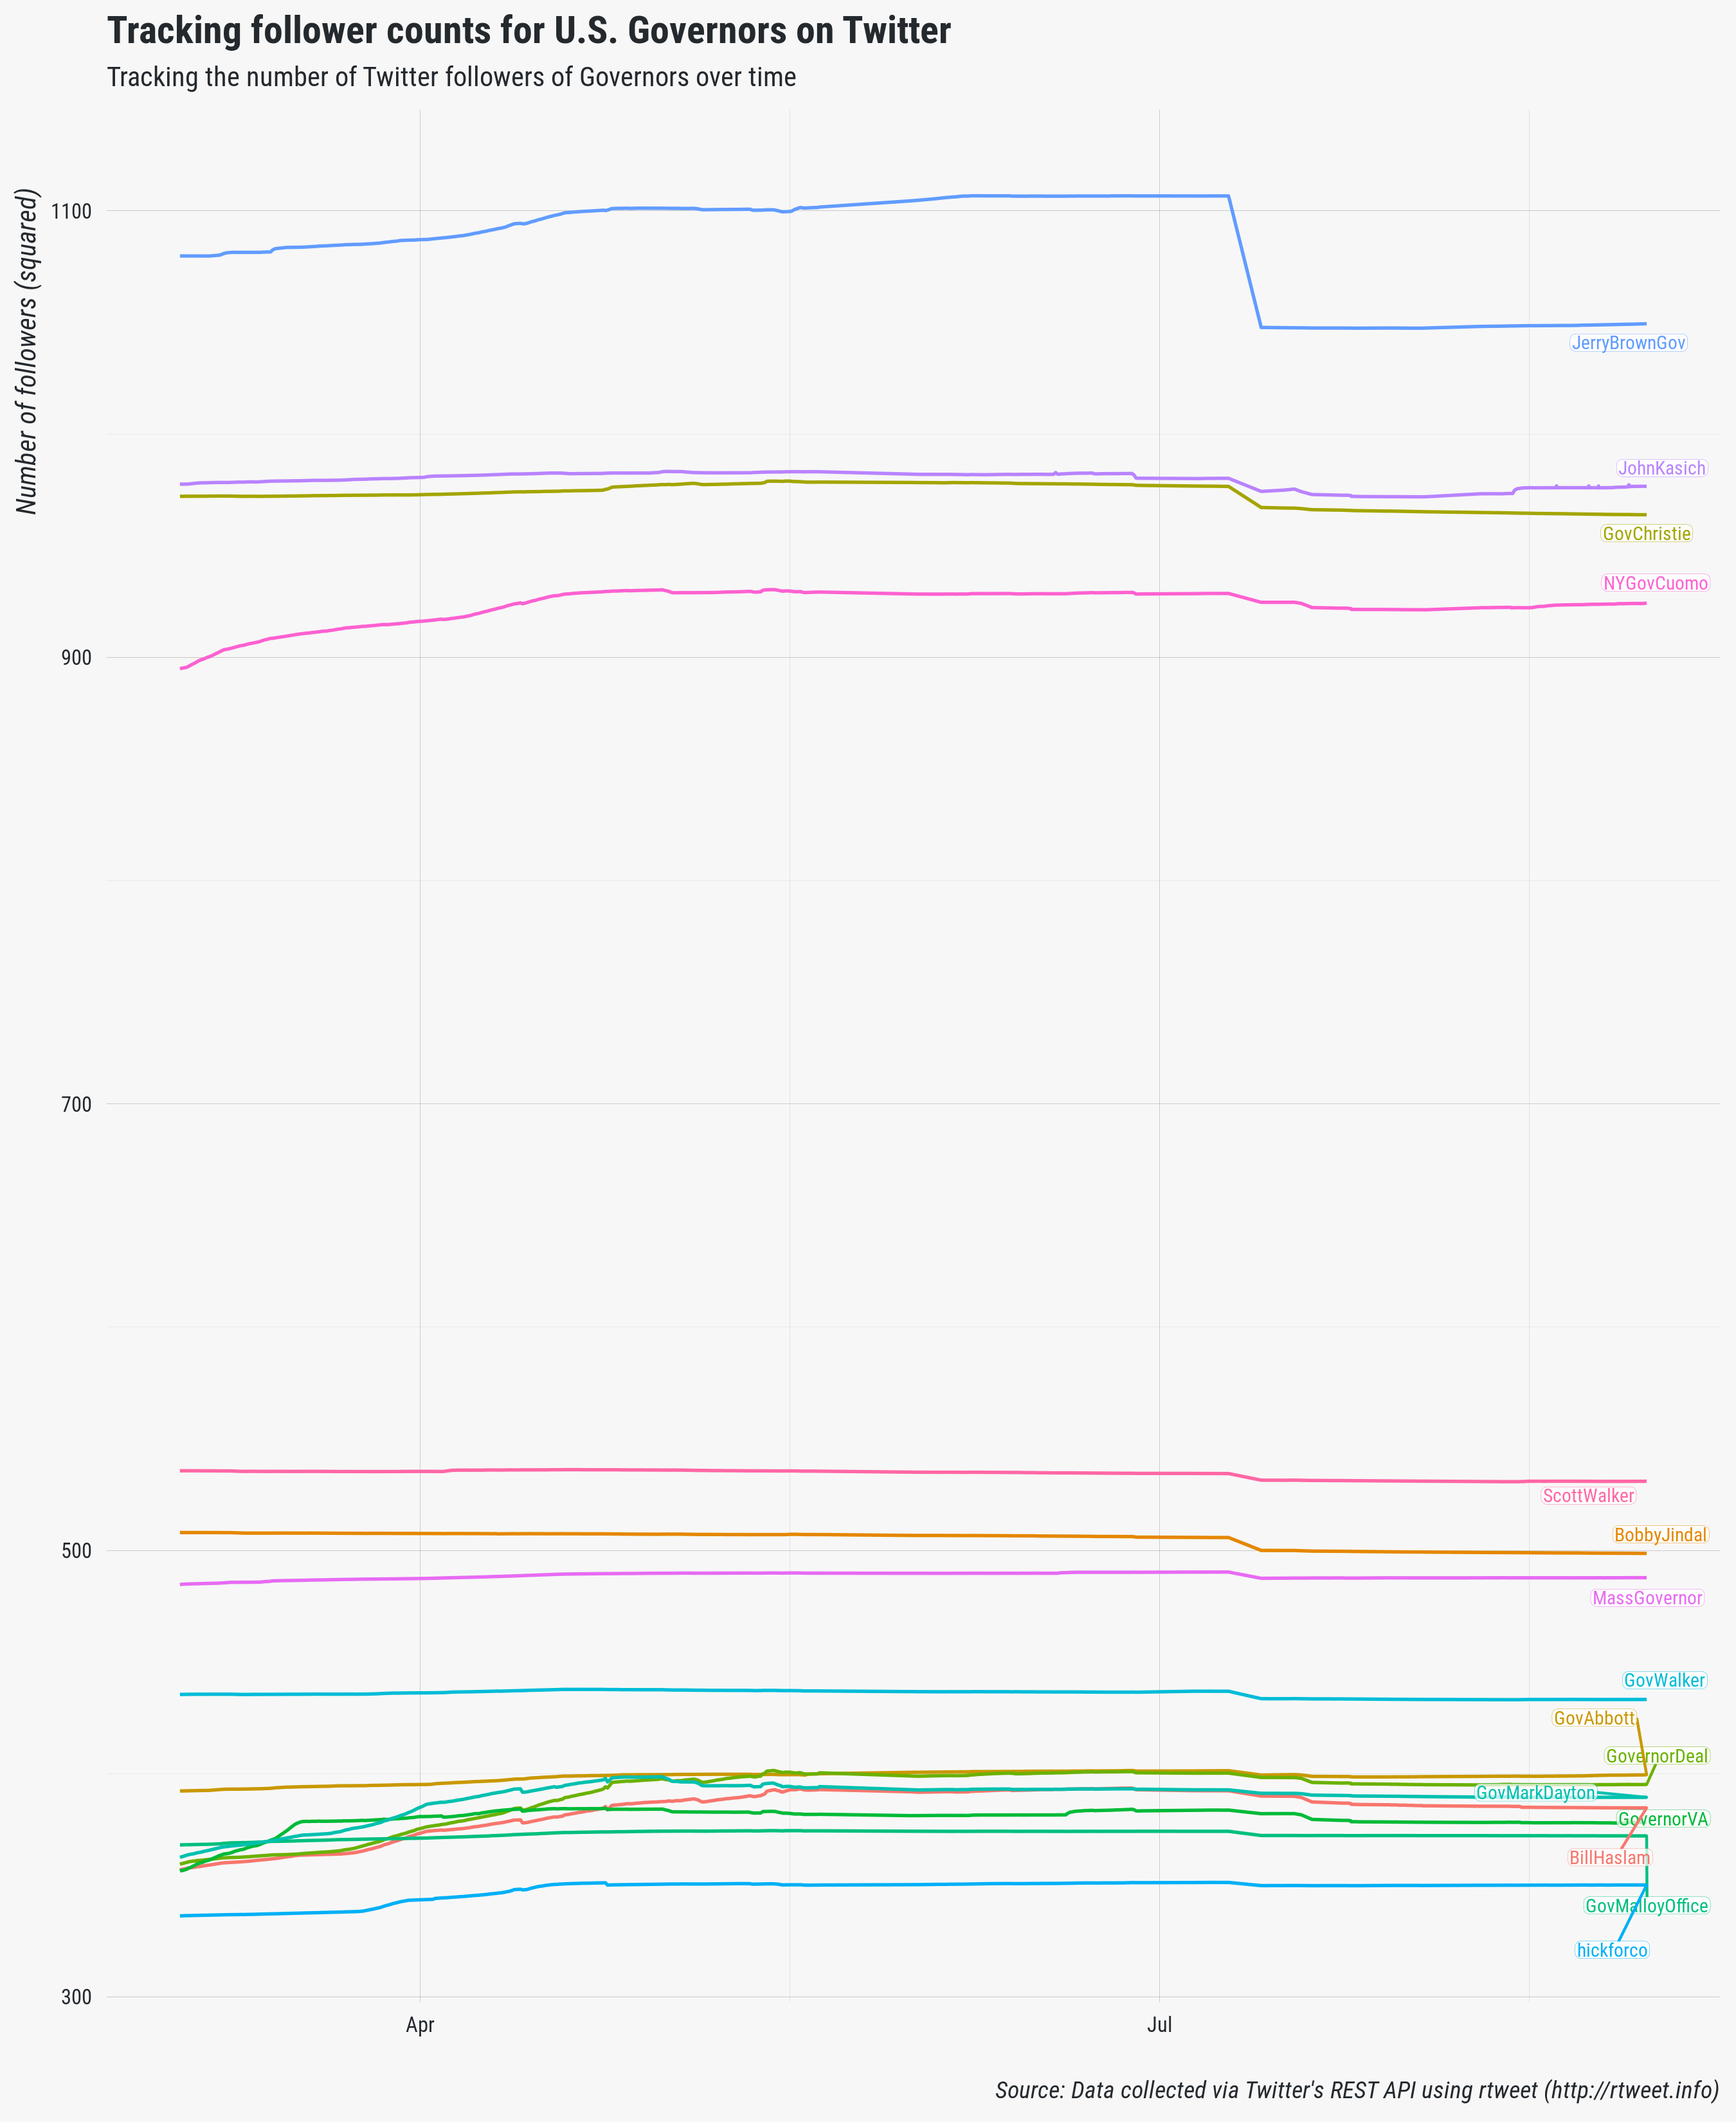 Tracking follower counts for U.S. Governors on Twitter
Tracking the number of Twitter followers of Governors over time
Number of followers (squared)
1100
JerryBrownGov
JohnKasich
GovChristie
NYGovCuomo
900
700
ScottWalker
BobbyJindal
500
MassGovernor
GovWalker
GovAbbott
GovernorDeal
GovMarkDayton
GovernorVA
BillHaslam
GovMalloyOffice
hickforco
300
Apr
Jul
Source: Data collected via Twitter's REST API using rtweet (http://rtweet.info)